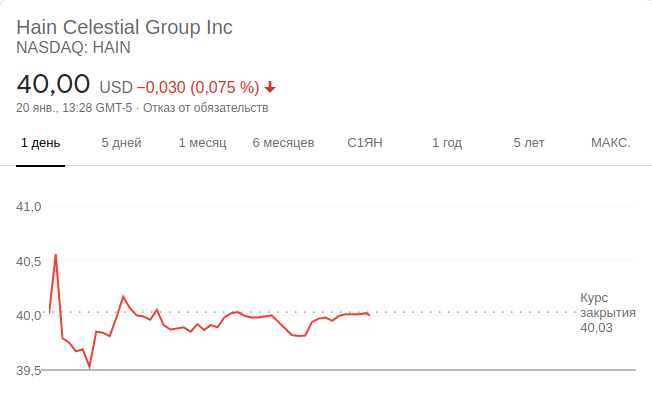 Hain Celestial Group Inc
NASDAQ: HAIN
40,00 USD −0,030 (0,075 %)
20 янв., 13:28 GMT-5 · Отказ от обязательств
1 день 5 дней 1 месяц 6 месяцев С1ЯН 1 год 5 лет МАКС.
41,0
40,5
40,0
39,5
Курс
закрытия
40,03